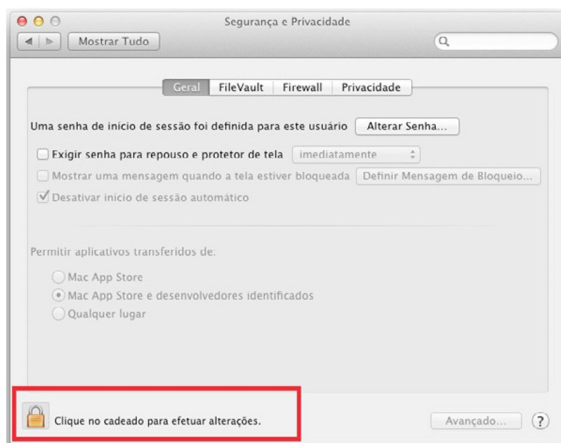 Segurança e Privacidade
Mostrar Tudo
Geral FileVault Firewall Privacidade
Uma senha de início de sessão foi definida para este usuário Alterar Senha...
Exigir senha para repouso e protetor de tela imediatamente
Mostrar uma mensagem quando a tela estiver bloqueada Definir Mensagem de Bloqueio...
Desativar início de sessão automático
Permitir aplicativos transferidos de:
Mac App Store
Mac App Store e desenvolvedores identificados
Qualquer lugar
Clique no cadeado para efetuar alterações.
Avançado... ?